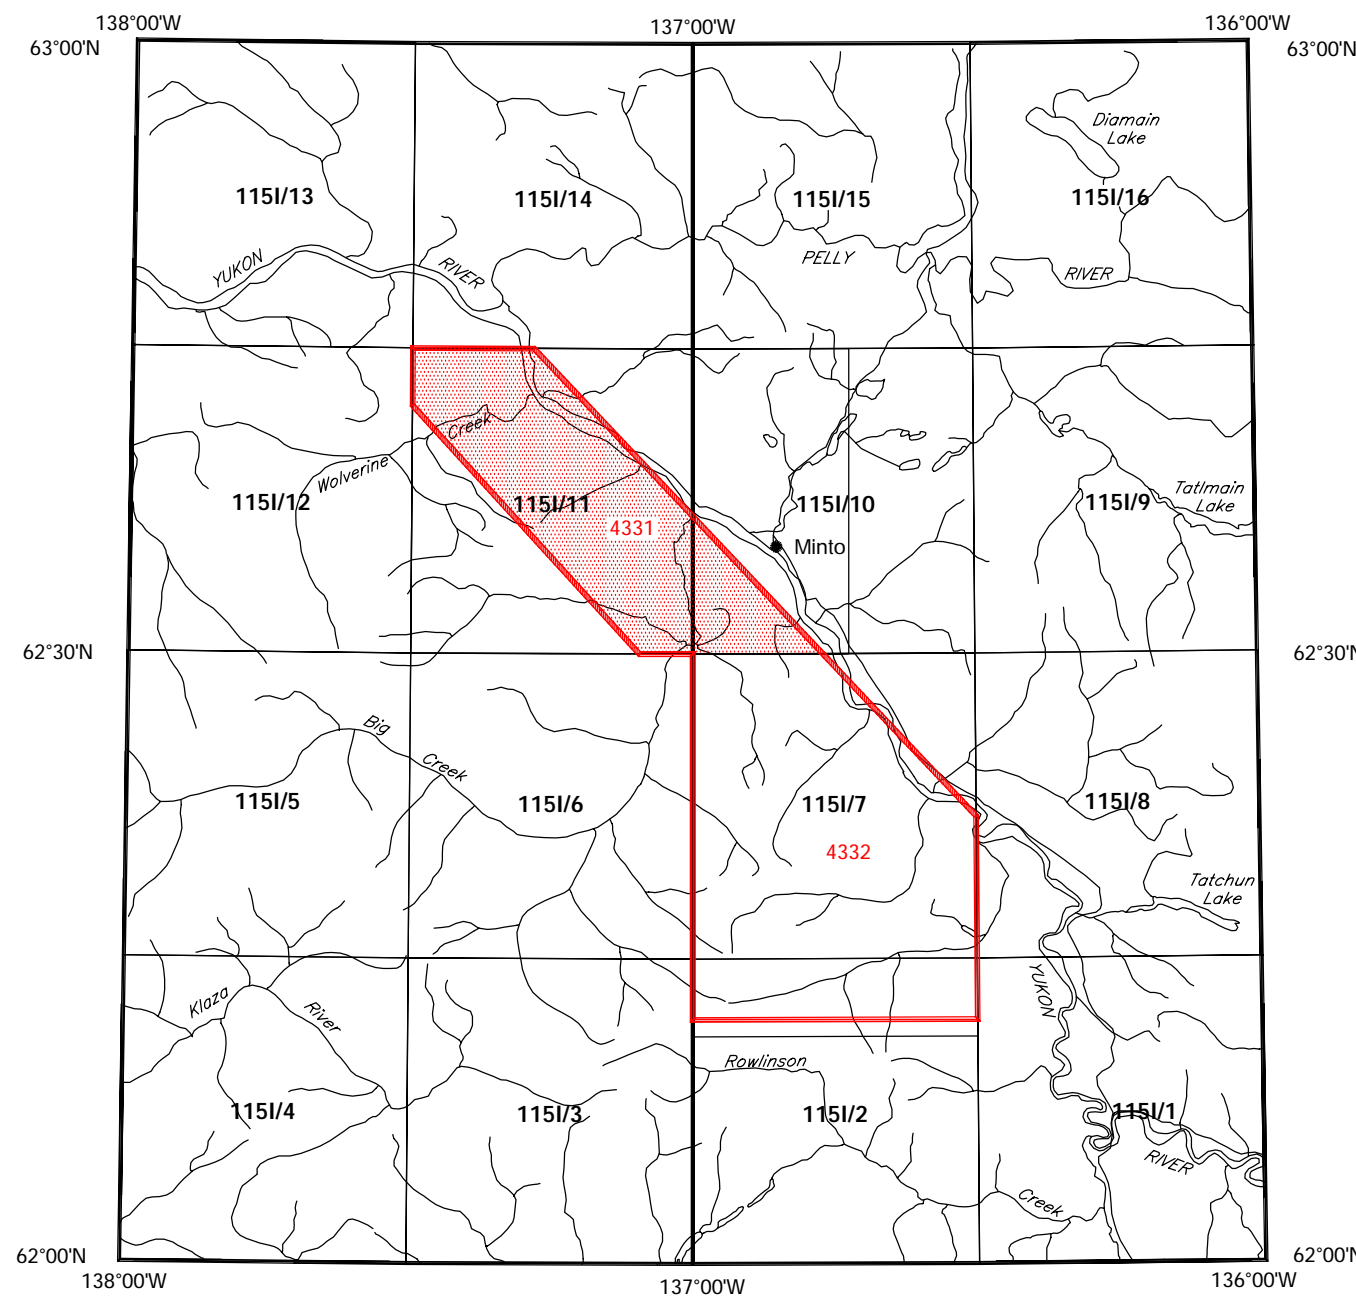 138°00'W
137°00'W
136°00'W
63°00'N
63°00'N
Diamain
Lake
115I/13
115I/14
115I/15
115I/16
YUKON
RIVER
PELLY
RIVER
Creek
Wolverine
115I/12
115I/11
4331
115I/10
115I/9
Tatlmain
Lake
Minto
62°30'N
62°30'N
Big
Creek
115I/5
115I/6
115I/7
115I/8
4332
Tatchun
Lake
Klaza
River
YUKON
Rowlinson
115I/4
115I/3
115I/2
115I/1
RIVER
Creek
62°00'N
62°00'N
138°00'W
137°00'W
136°00'W